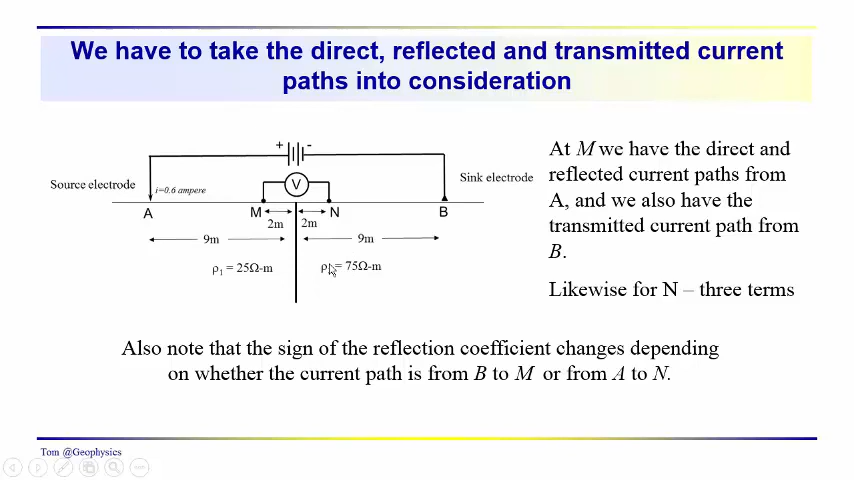 We have to take the direct, reflected and transmitted current
paths into consideration
+ -
V
Source electrode
i=0.6 ampere
Sink electrode
A M N B
2m 2m
9m 9m
ρ1 = 25Ω-m ρ = 75Ω-m
At M we have the direct and
reflected current paths from
A, and we also have the
transmitted current path from
B.
Likewise for N – three terms
Also note that the sign of the reflection coefficient changes depending
on whether the current path is from B to M or from A to N.
Tom @Geophysics